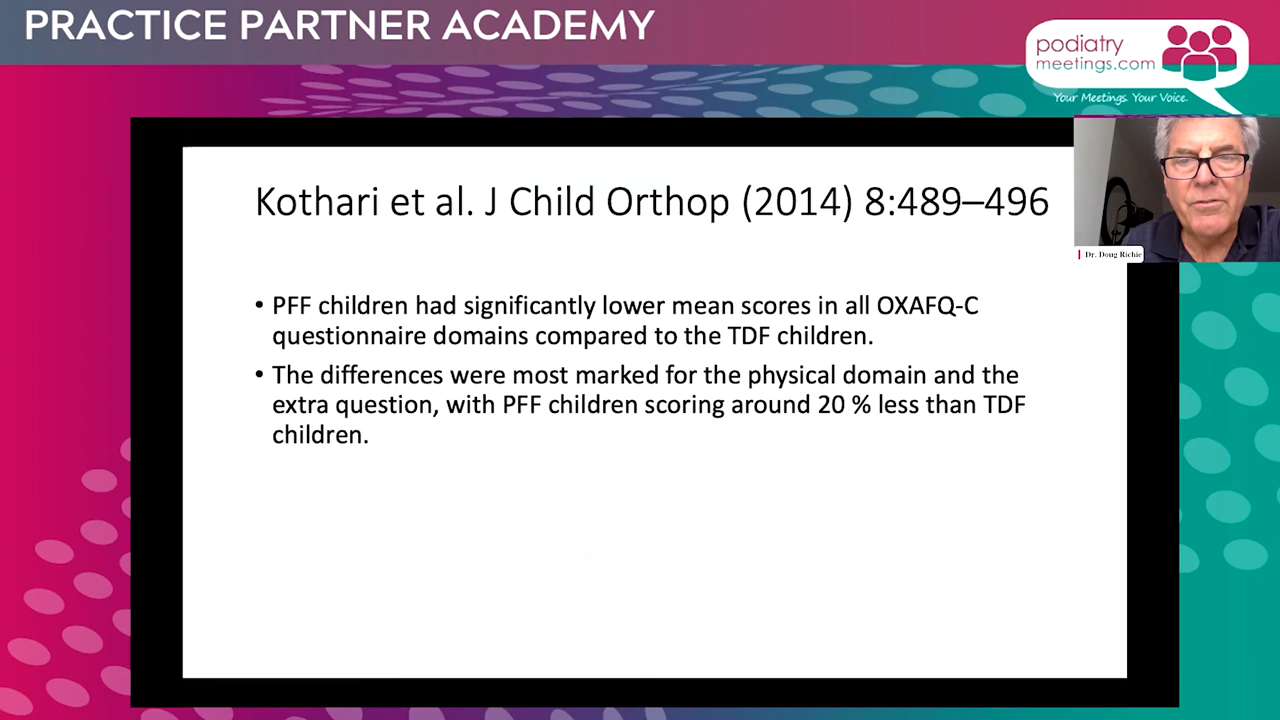 PRACTICE PARTNER ACADEMY
podiatry
meetings.com
Your Meetings. Your Voice.
Dr. Doug Richie
Kothari et al. J Child Orthop (2014) 8:489–496
• PFF children had significantly lower mean scores in all OXAFQ-C
questionnaire domains compared to the TDF children.
• The differences were most marked for the physical domain and the
extra question, with PFF children scoring around 20 % less than TDF
children.